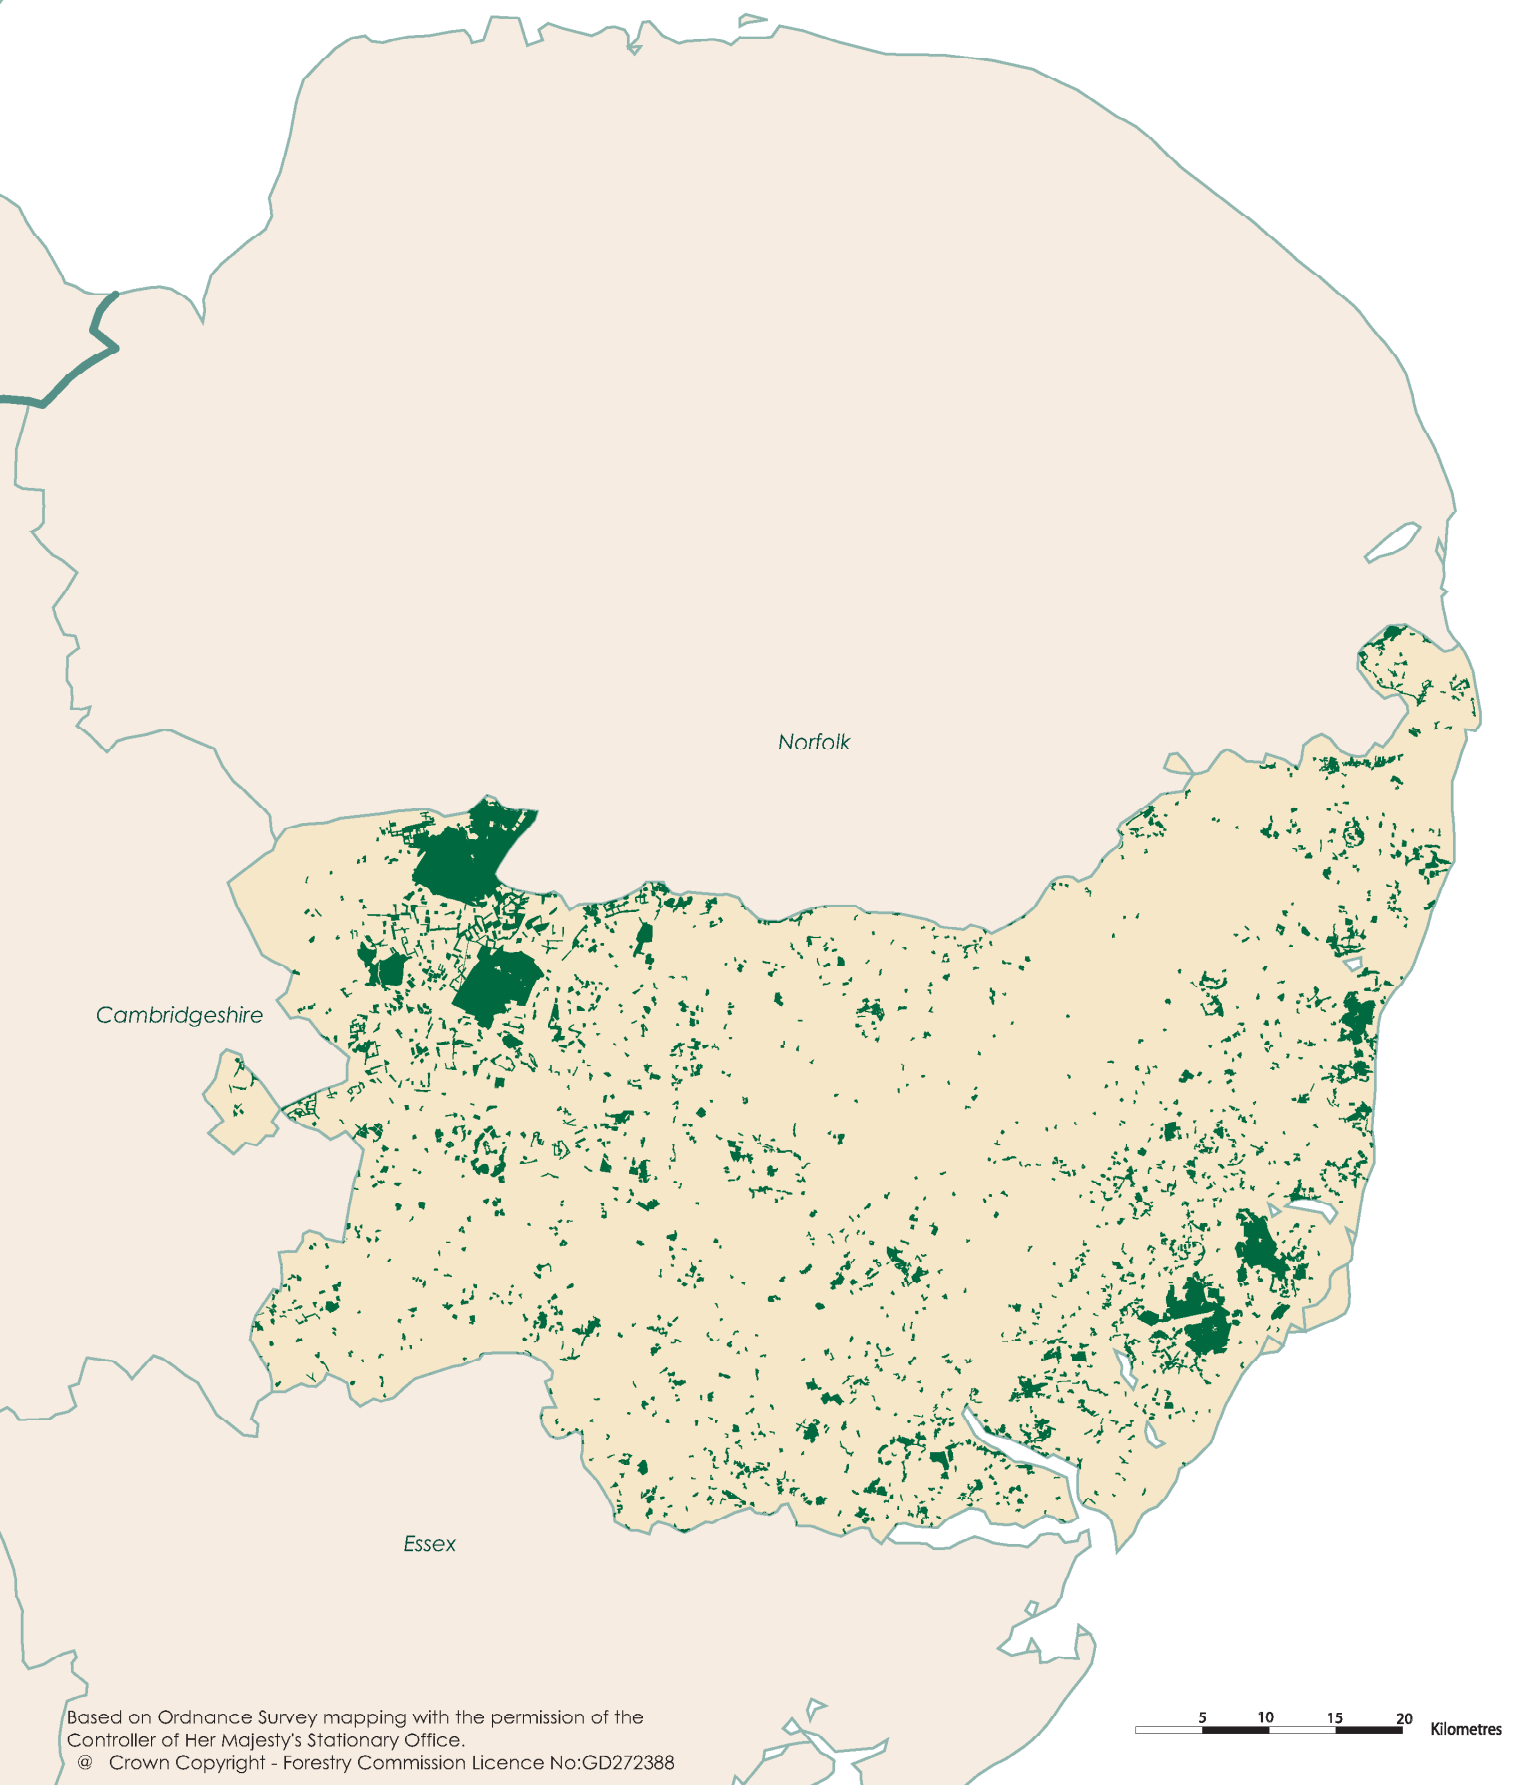 Norfolk
Cambridgeshire
Essex
Based on Ordnance Survey mapping with the permission of the
Controller of Her Majesty's Stationary Office.
@ Crown Copyright - Forestry Commission Licence No:GD272388
5 10 15 20 Kilometres